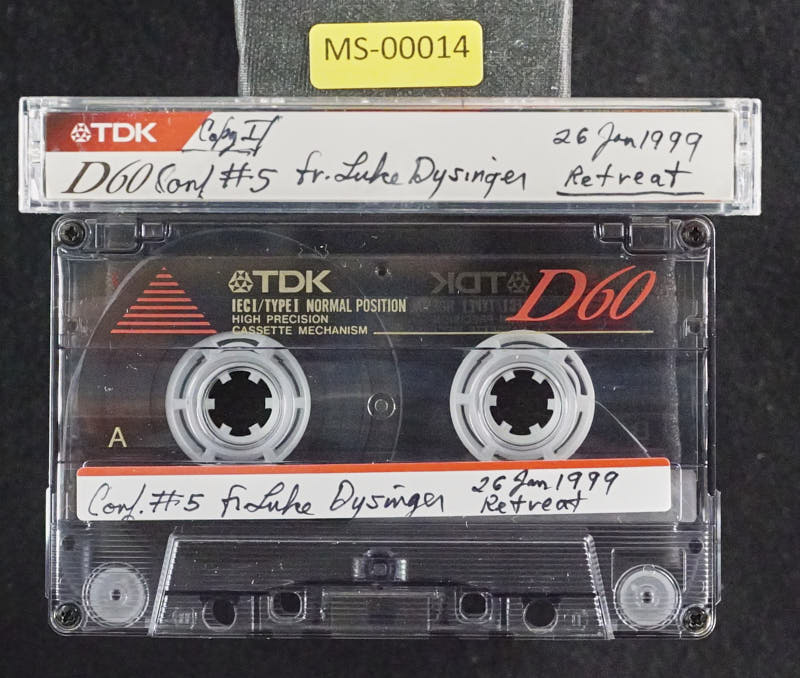 MS-00014
TDK Copy II 26 Jan 1999
D60 Conf #5 fr. Luke Dysinger Retreat
TDK TDK
D60
IECI/TYPE I NORMAL POSITION
HIGH PRECISION
CASSETTE MECHANISM
A
Conf. #5 fr. Luke Dysinger 26 Jan 1999
Retreat